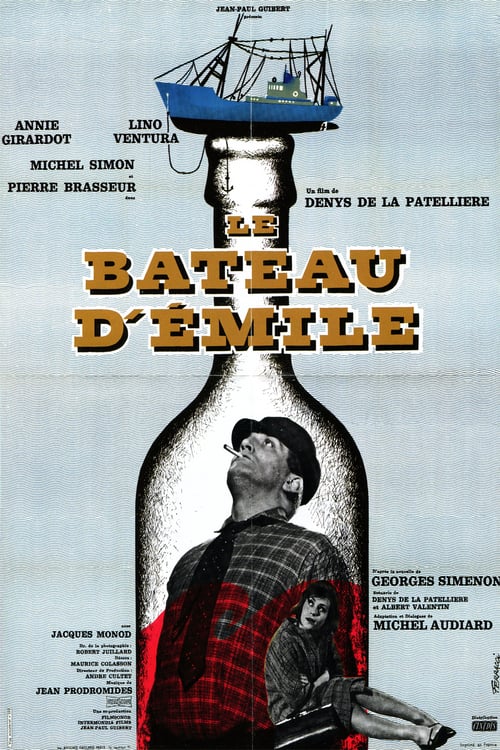 JEAN-PAUL GUIBERT
présente
ANNIE
GIRARDOT
LINO
VENTURA
MICHEL SIMON
et
PIERRE BRASSEUR
dans
Un film de
DENYS DE LA PATELLIERE
LE
BATEAU
D'ÉMILE
D'après la nouvelle de
GEORGES SIMENON
Scénario de
DENYS DE LA PATELLIERE
et ALBERT VALENTIN
Adaptation et Dialogues de
MICHEL AUDIARD
avec
JACQUES MONOD
Dir. de la photographie:
ROBERT JUILLARD
Décors:
MAURICE COLASSON
Directeur de Production:
ANDRE CULTET
Musique de
JEAN PRODROMIDES
Une co-production
FILMSONOR
INTERMONDIA FILMS
JEAN-PAUL GUIBERT
Distribution
CINEDIS